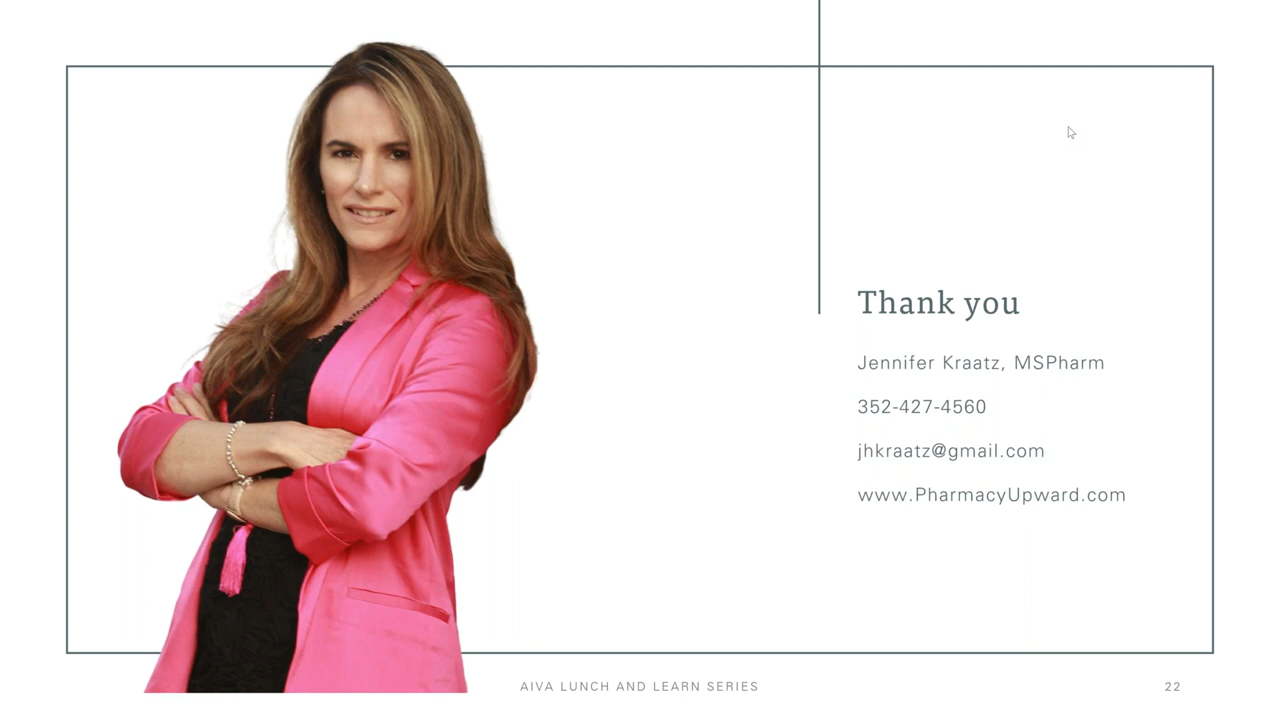 Thank you
Jennifer Kraatz, MSPharm
352-427-4560
jhkraatz@gmail.com
www.PharmacyUpward.com
AIVA LUNCH AND LEARN SERIES
22